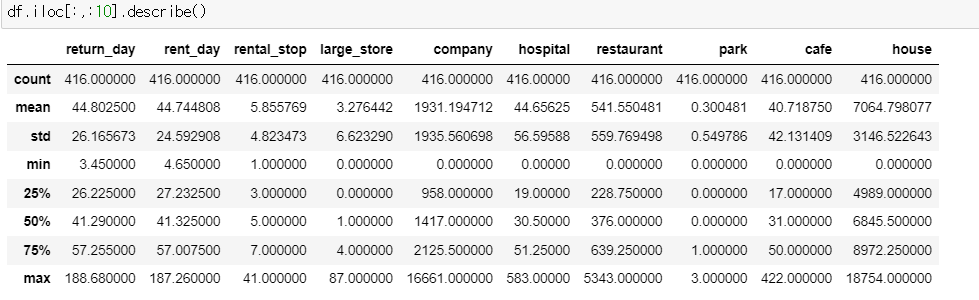 df.iloc[:,:10].describe()
return_day rent_day rental_stop large_store company hospital restaurant park cafe house
count 416.000000 416.000000 416.000000 416.000000 416.000000 416.00000 416.000000 416.000000 416.000000 416.000000
mean 44.802500 44.744808 5.855769 3.276442 1931.194712 44.65625 541.550481 0.300481 40.718750 7064.798077
std 26.165673 24.592908 4.823473 6.623290 1935.560698 56.59588 559.769498 0.549786 42.131409 3146.522643
min 3.450000 4.650000 1.000000 0.000000 0.000000 0.00000 0.000000 0.000000 0.000000 0.000000
25% 26.225000 27.232500 3.000000 0.000000 958.000000 19.00000 228.750000 0.000000 17.000000 4989.000000
50% 41.290000 41.325000 5.000000 1.000000 1417.000000 30.50000 376.000000 0.000000 31.000000 6845.500000
75% 57.255000 57.007500 7.000000 4.000000 2125.500000 51.25000 639.250000 1.000000 50.000000 8972.250000
max 188.680000 187.260000 41.000000 87.000000 16661.000000 583.00000 5343.000000 3.000000 422.000000 18754.000000